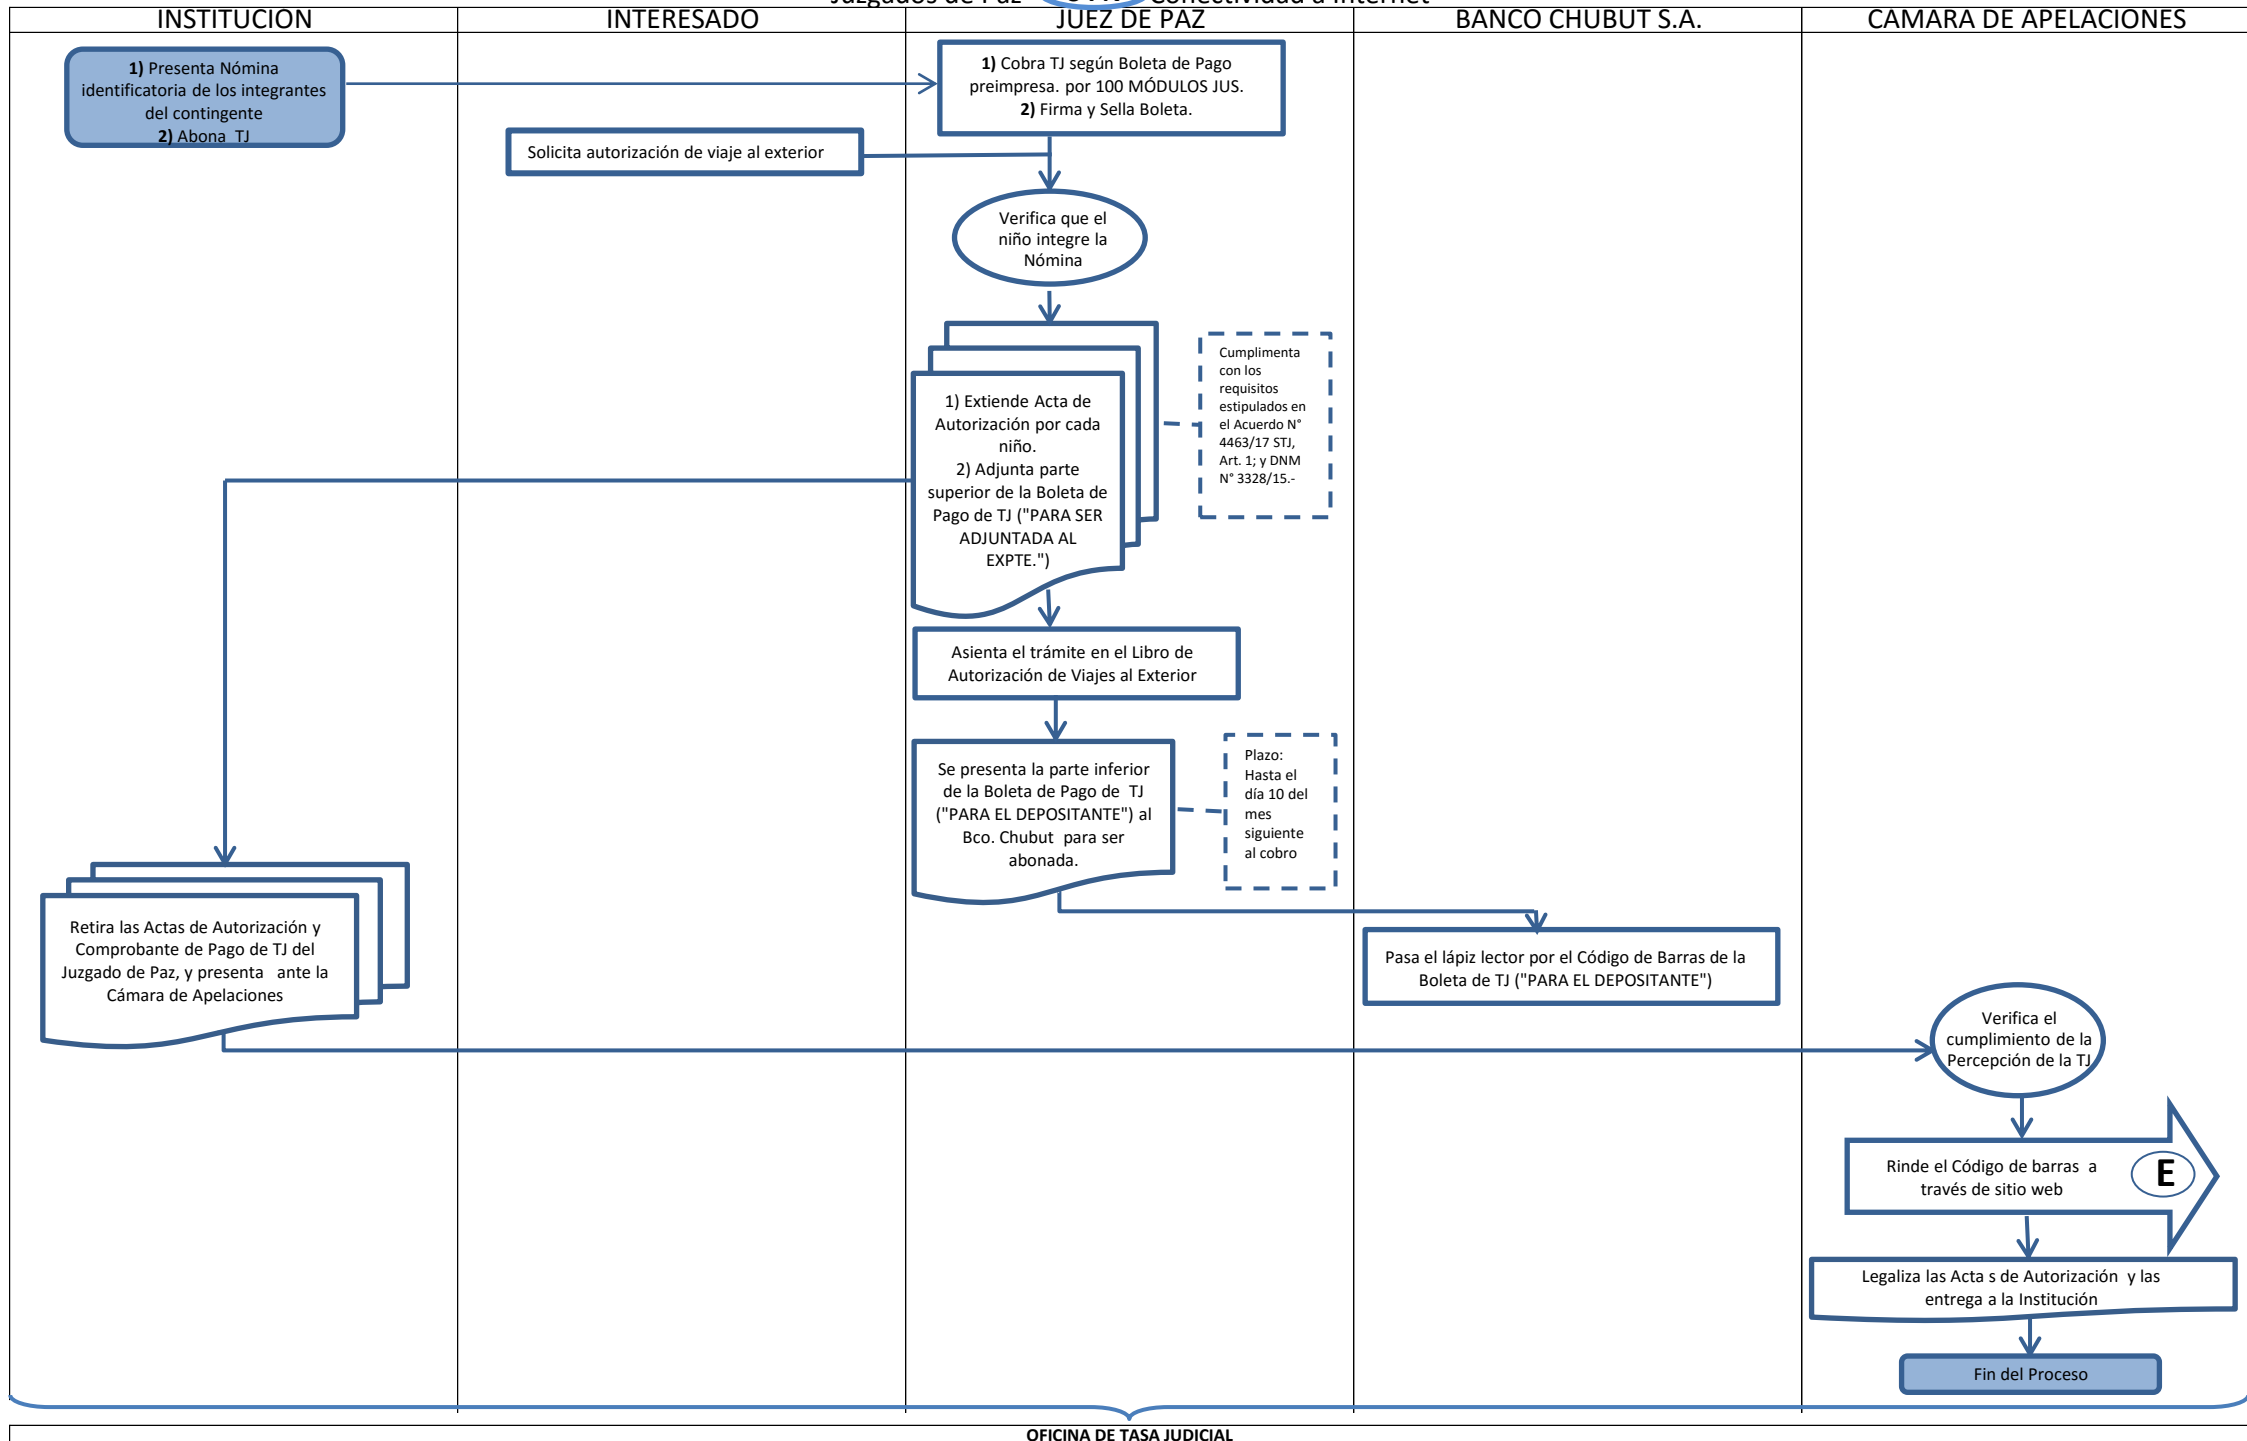 Juzgados de Paz
Conectividad a Internet
INSTITUCION
INTERESADO
JUEZ DE PAZ
BANCO CHUBUT S.A.
CAMARA DE APELACIONES
1) Presenta Nómina
identificatoria de los integrantes
del contingente
2) Abona TJ
1) Cobra TJ según Boleta de Pago
preimpresa. por 100 MÓDULOS JUS.
2) Firma y Sella Boleta.
Solicita autorización de viaje al exterior
Verifica que el
niño integre la
Nómina
1) Extiende Acta de
Autorización por cada
niño.
2) Adjunta parte
superior de la Boleta de
Pago de TJ ("PARA SER
ADJUNTADA AL
EXPTE.")
Cumplimenta
con los
requisitos
estipulados en
el Acuerdo N°
4463/17 STJ,
Art. 1; y DNM
N° 3328/15.-
Asienta el trámite en el Libro de
Autorización de Viajes al Exterior
Se presenta la parte inferior
de la Boleta de Pago de TJ
("PARA EL DEPOSITANTE") al
Bco. Chubut para ser
abonada.
Plazo:
Hasta el
día 10 del
mes
siguiente
al cobro
Retira las Actas de Autorización y
Comprobante de Pago de TJ del
Juzgado de Paz, y presenta ante la
Cámara de Apelaciones
Pasa el lápiz lector por el Código de Barras de la
Boleta de TJ ("PARA EL DEPOSITANTE")
Verifica el
cumplimiento de la
Percepción de la TJ
Rinde el Código de barras a
través de sitio web
E
Legaliza las Acta s de Autorización y las
entrega a la Institución
Fin del Proceso
OFICINA DE TASA JUDICIAL